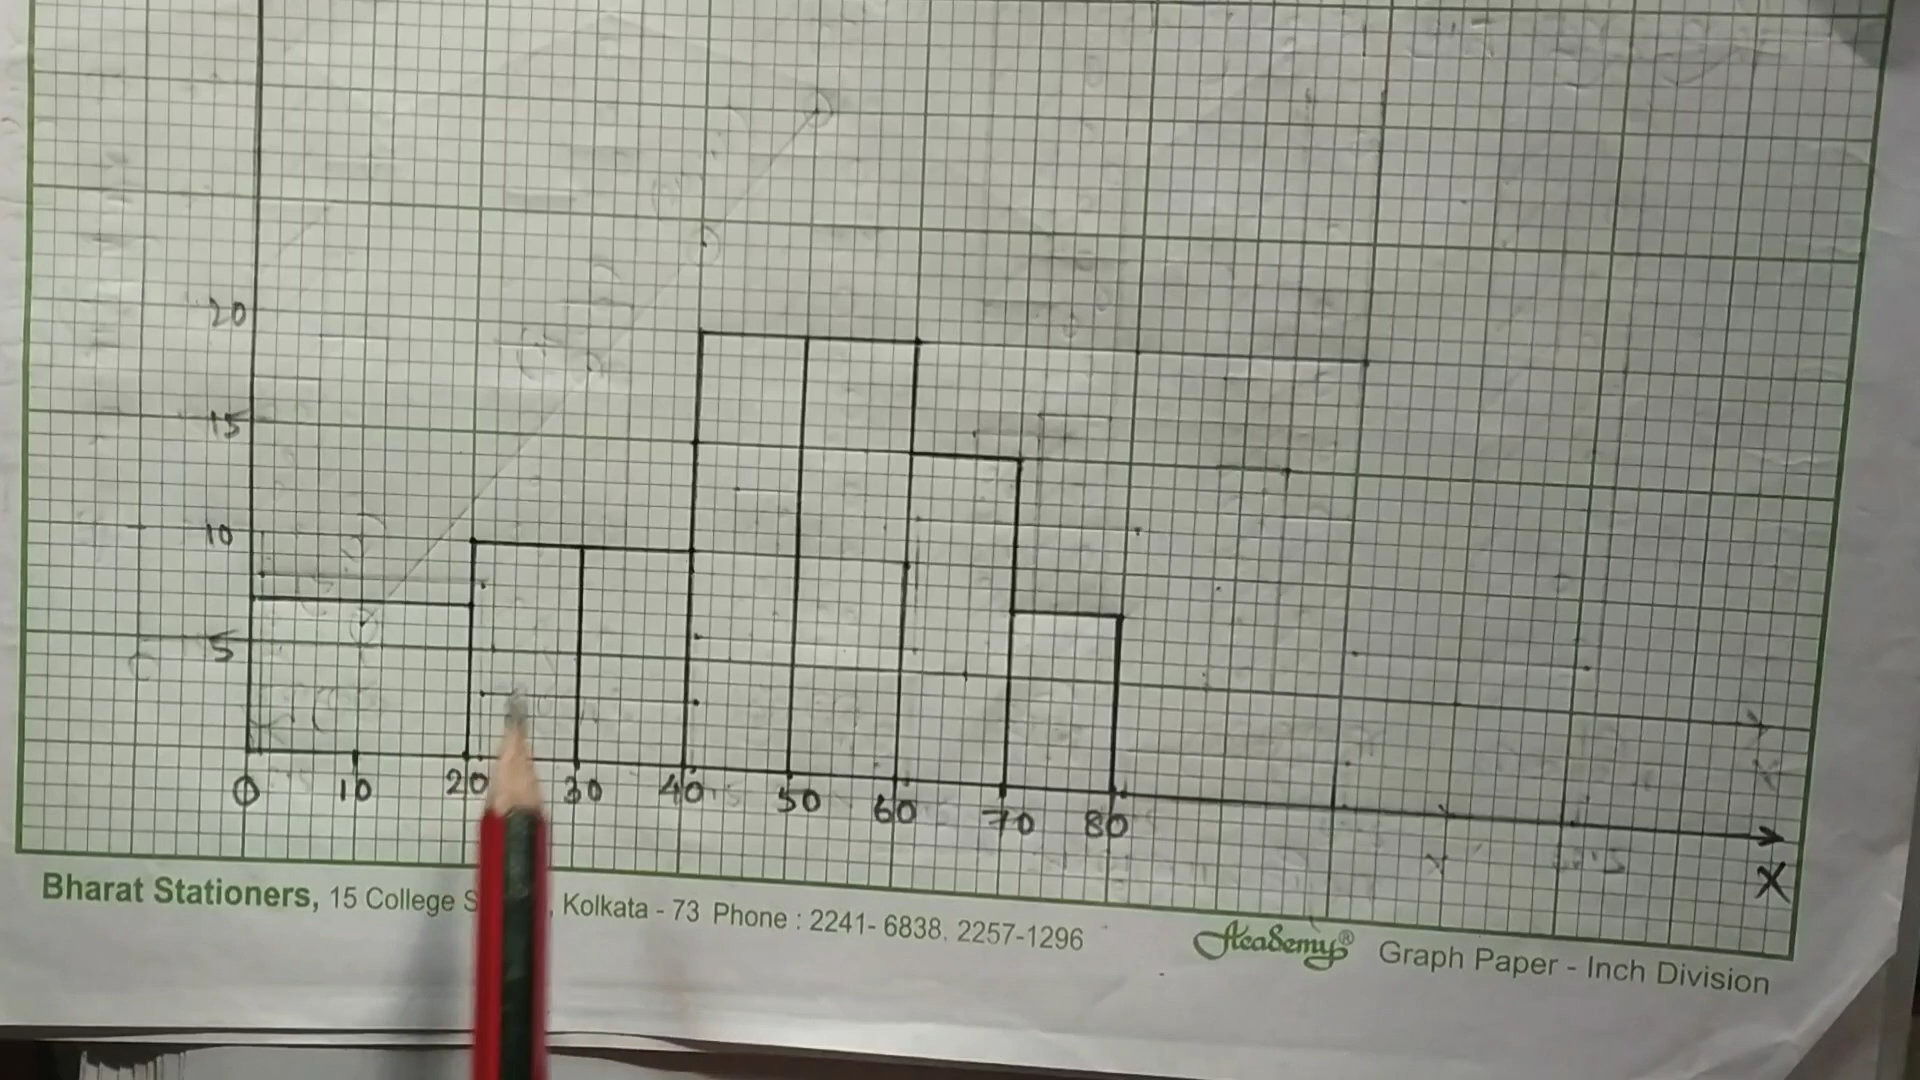 20
15
10
5
0 10 20 30 40 50 60 70 80
X
Bharat Stationers, 15 College Kolkata - 73 Phone : 2241- 6838. 2257-1296
Academy® Graph Paper - Inch Division